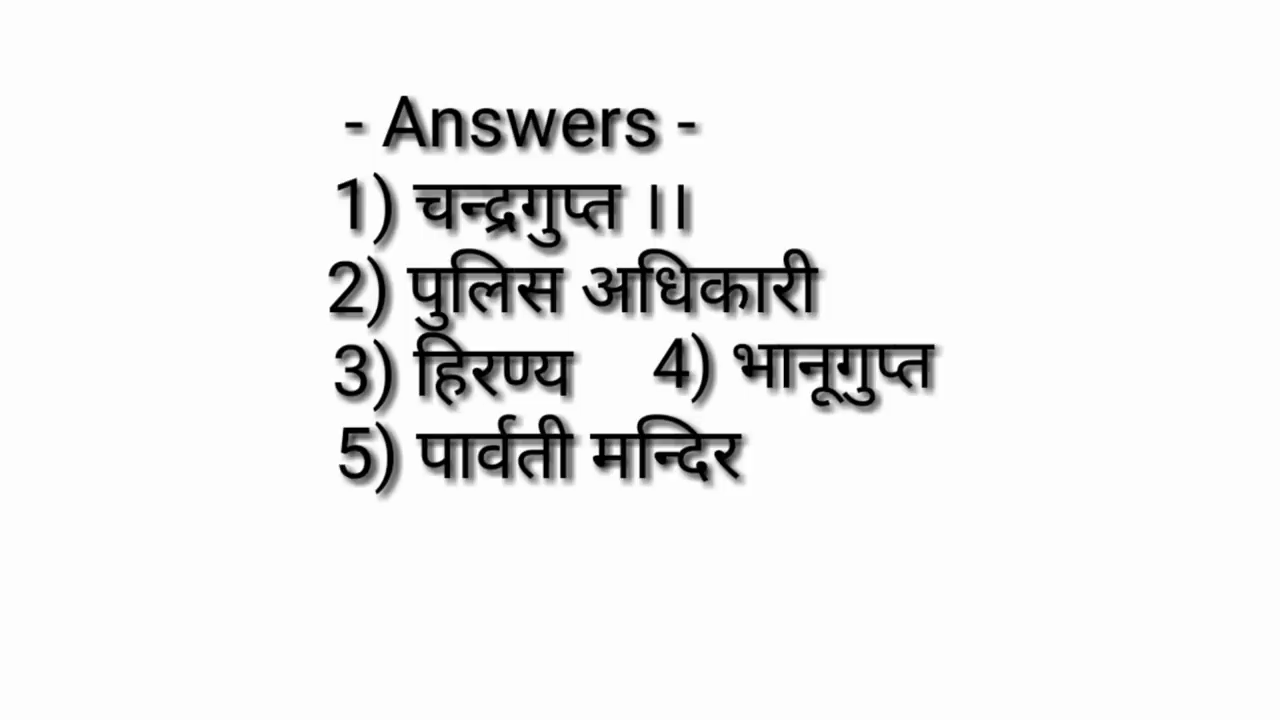 - Answers -
1) चन्द्रगुप्त ।।
2) पुलिस अधिकारी
3) हिरण्य 4) भानूगुप्त
5) पार्वती मन्दिर